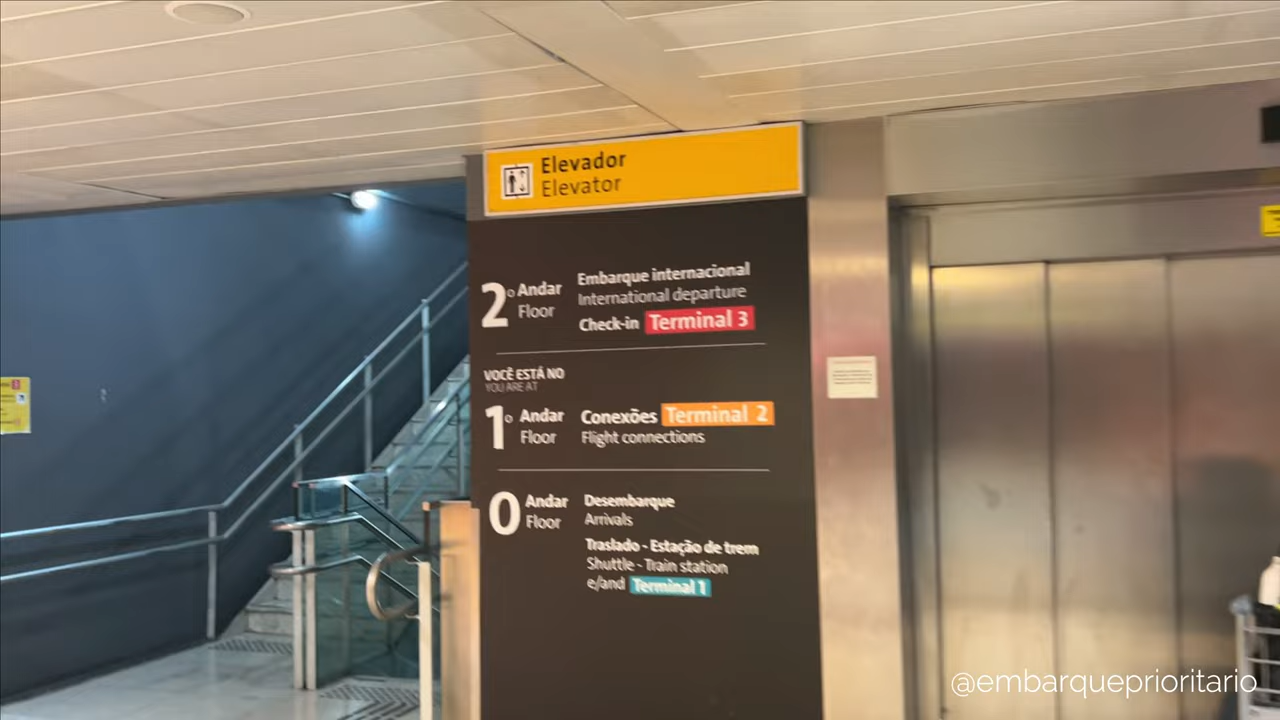 Elevador
Elevator
2º Andar
Floor
Embarque internacional
International departure
Check-in Terminal 3
VOCÊ ESTÁ NO
YOU ARE AT
1º Andar
Floor
Conexões Terminal 2
Flight connections
0 Andar
Floor
Desembarque
Arrivals
Traslado - Estação de trem
Shuttle - Train station
e/and Terminal 1
@embarqueprioritario